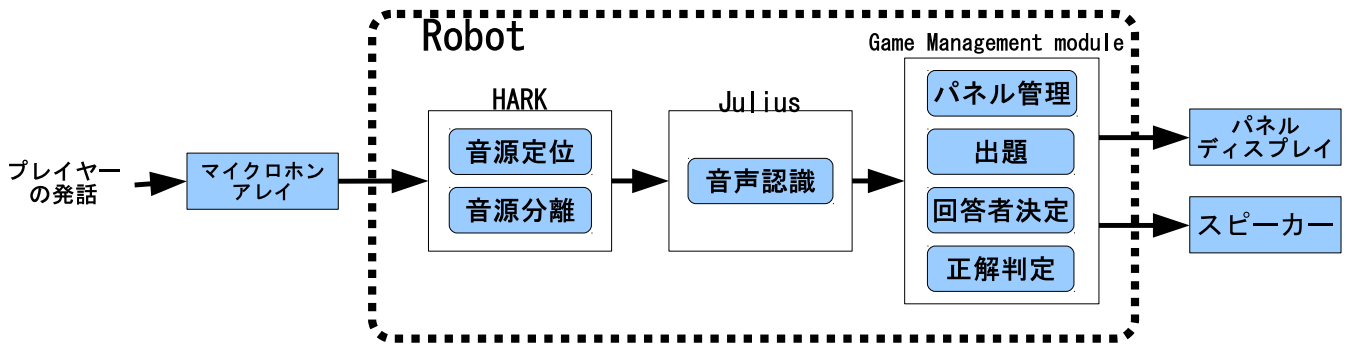 Robot
プレイヤー
の発話
マイクロホン
アレイ
HARK
音源定位
音源分離
Julius
音声認識
Game Management module
パネル管理
出題
回答者決定
正解判定
パネル
ディスプレイ
スピーカー